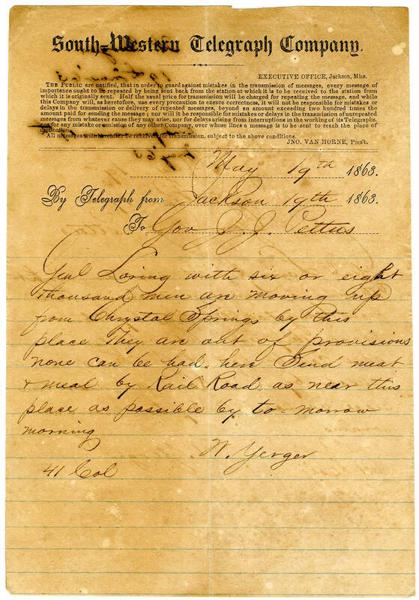 South-Western Telegraph Company.
EXECUTIVE OFFICE, Jackson, Miss.
THE PUBLIC are notified, that in order to guard against mistakes in the transmission of messages, every message of
importance ought to be repeated by being sent back from the station at which it is to be received to the station from
which it is originally sent. Half the usual price for transmission will be charged for repeating the message, and while
this Company will, as heretofore, use every precaution to ensure correctness, it will not be responsible for mistakes or
delays in the transmission or delivery of repeated messages, beyond an amount exceeding two hundred times the
amount paid for sending the message; nor will it be responsible for mistakes or delays in the transmission of unrepeated
messages from whatever cause they may arise, nor for delays arising from interruptions in the working of its Telegraphs,
nor for any mistake or omission of any other Company, over whose lines a message is to be sent to reach the place of
All messages will be received for transmission, subject to the above conditions.
JNO. VAN HORNE, Pres't.
May 19th 1863.
By Telegraph from Jackson 19th 1863.
To Gov J. J. Pettus
Genl Loring with six or eight
thousand men are moving up
from Chrystal Springs by this
place They are out of provisions
none can be had here Send meat
& meal by Rail Road as near this
place as possible by to morrow
morning
W. Yerger
41 Col